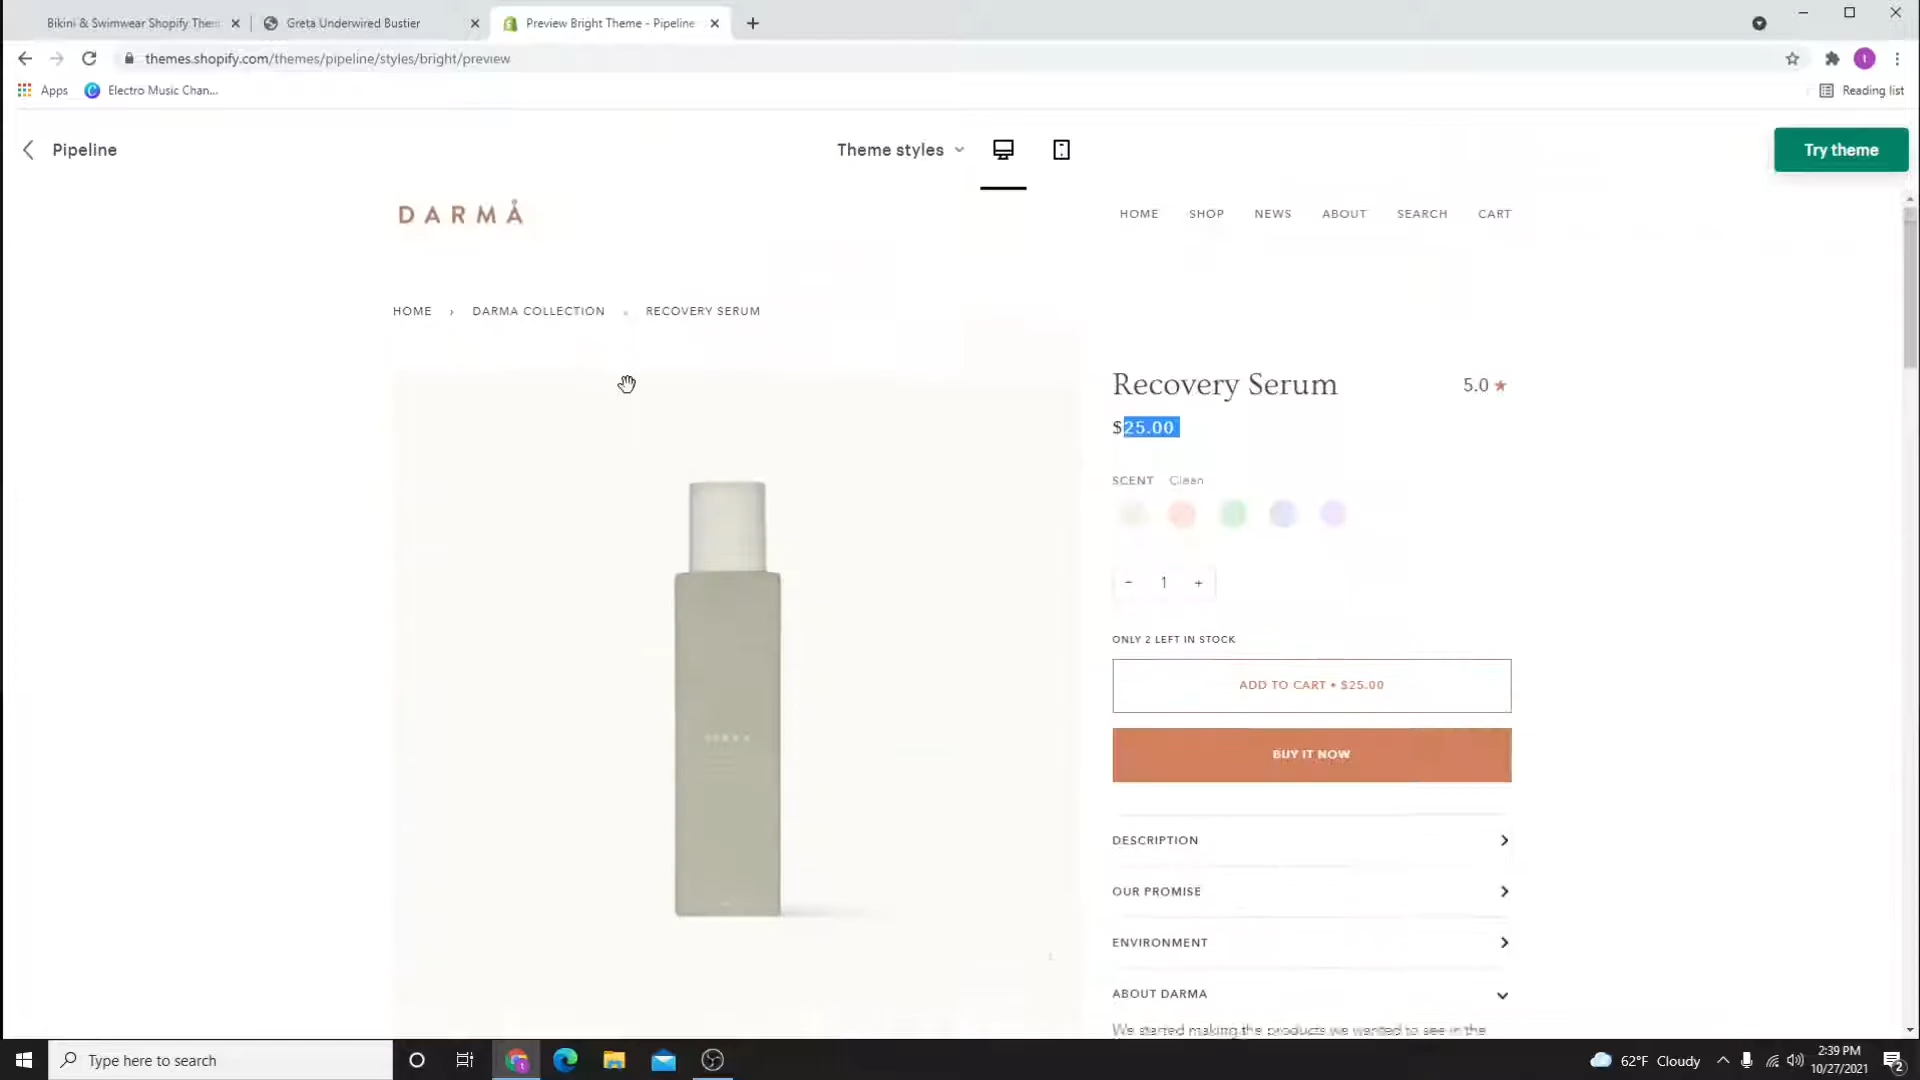 Bikini & Swimwear Shopify Them
Greta Underwired Bustier
Preview Bright Theme - Pipeline
themes.shopify.com/themes/pipeline/styles/bright/preview
Apps
Electro Music Chan...
Reading list
Pipeline
Theme styles
Try theme
DARMÅ
HOME SHOP NEWS ABOUT SEARCH CART
HOME › DARMA COLLECTION RECOVERY SERUM
Recovery Serum
5.0 ★
$25.00
SCENT Clean
- 1 +
ONLY 2 LEFT IN STOCK
ADD TO CART • $25.00
BUY IT NOW
DESCRIPTION
OUR PROMISE
ENVIRONMENT
ABOUT DARMA
We started making the products we wanted to see in the
Type here to search
62°F Cloudy
2:39 PM
10/27/2021
2